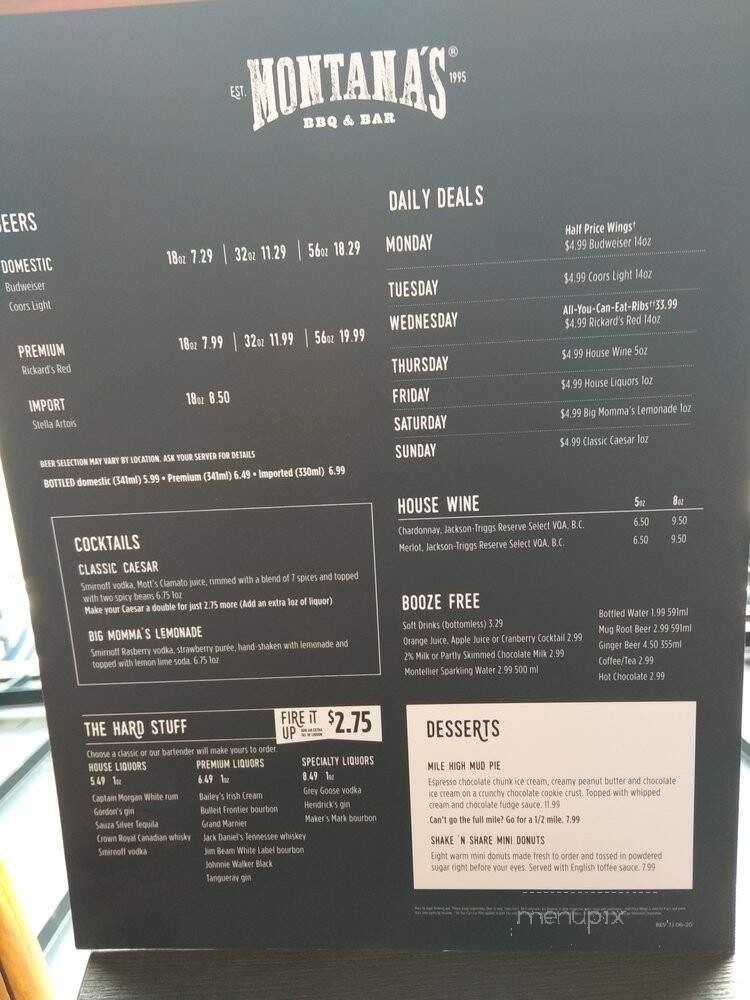 EST. MONTANA'S® 1995
BBQ & BAR
BEERS
DOMESTIC 18oz 7.29 | 32oz 11.29 | 56oz 18.29
Budweiser
Coors Light
PREMIUM 18oz 7.99 | 32oz 11.99 | 56oz 19.99
Rickard's Red
IMPORT 18oz 8.50
Stella Artois
BEER SELECTION MAY VARY BY LOCATION. ASK YOUR SERVER FOR DETAILS
BOTTLED domestic (341ml) 5.99 • Premium (341ml) 6.49 • Imported (330ml) 6.99
COCKTAILS
CLASSIC CAESAR
Smirnoff vodka, Mott's Clamato juice, rimmed with a blend of 7 spices and topped
with two spicy beans 6.75 1oz
Make your Caesar a double for just 2.75 more (Add an extra 1oz of liquor)
BIG MOMMA'S LEMONADE
Smirnoff Rasberry vodka, strawberry purée, hand-shaken with lemonade and
topped with lemon lime soda. 6.75 1oz
THE HARD STUFF
FIRE IT UP $2.75
Choose a classic or our bartender will make yours to order.
HOUSE LIQUORS
5.49 1oz
Captain Morgan White rum
Gordon's gin
Sauza Silver Tequila
Crown Royal Canadian whisky
Smirnoff vodka
PREMIUM LIQUORS
6.49 1oz
Bailey's Irish Cream
Bulleit Frontier bourbon
Grand Marnier
Jack Daniel's Tennessee whiskey
Jim Beam White Label bourbon
Johnnie Walker Black
Tangueray gin
SPECIALTY LIQUORS
8.49 1oz
Grey Goose vodka
Hendrick's gin
Maker's Mark bourbon
DAILY DEALS
MONDAY Half Price Wings†
$4.99 Budweiser 14oz
TUESDAY $4.99 Coors Light 14oz
WEDNESDAY All-You-Can-Eat-Ribs††33.99
$4.99 Rickard's Red 14oz
THURSDAY $4.99 House Wine 5oz
FRIDAY $4.99 House Liquors 1oz
SATURDAY $4.99 Big Momma's Lemonade 1oz
SUNDAY $4.99 Classic Caesar 1oz
HOUSE WINE 5oz 8oz
Chardonnay, Jackson-Triggs Reserve Select VQA, B.C. 6.50 9.50
Merlot, Jackson-Triggs Reserve Select VQA, B.C. 6.50 9.50
BOOZE FREE
Soft Drinks (bottomless) 3.29
Orange Juice, Apple Juice or Cranberry Cocktail 2.99
2% Milk or Partly Skimmed Chocolate Milk 2.99
Montellier Sparkling Water 2.99 500 ml
Bottled Water 1.99 591ml
Mug Root Beer 2.99 591ml
Ginger Beer 4.50 355ml
Coffee/Tea 2.99
Hot Chocolate 2.99
DESSERTS
MILE HIGH MUD PIE
Espresso chocolate chunk ice cream, creamy peanut butter and chocolate
ice cream on a crunchy chocolate cookie crust. Topped with whipped
cream and chocolate fudge sauce. 11.99
Can't go the full mile? Go for a 1/2 mile. 7.99
SHAKE 'N SHARE MINI DONUTS
Eight warm mini donuts made fresh to order and tossed in powdered
sugar right before your eyes. Served with English toffee sauce. 7.99
menupix